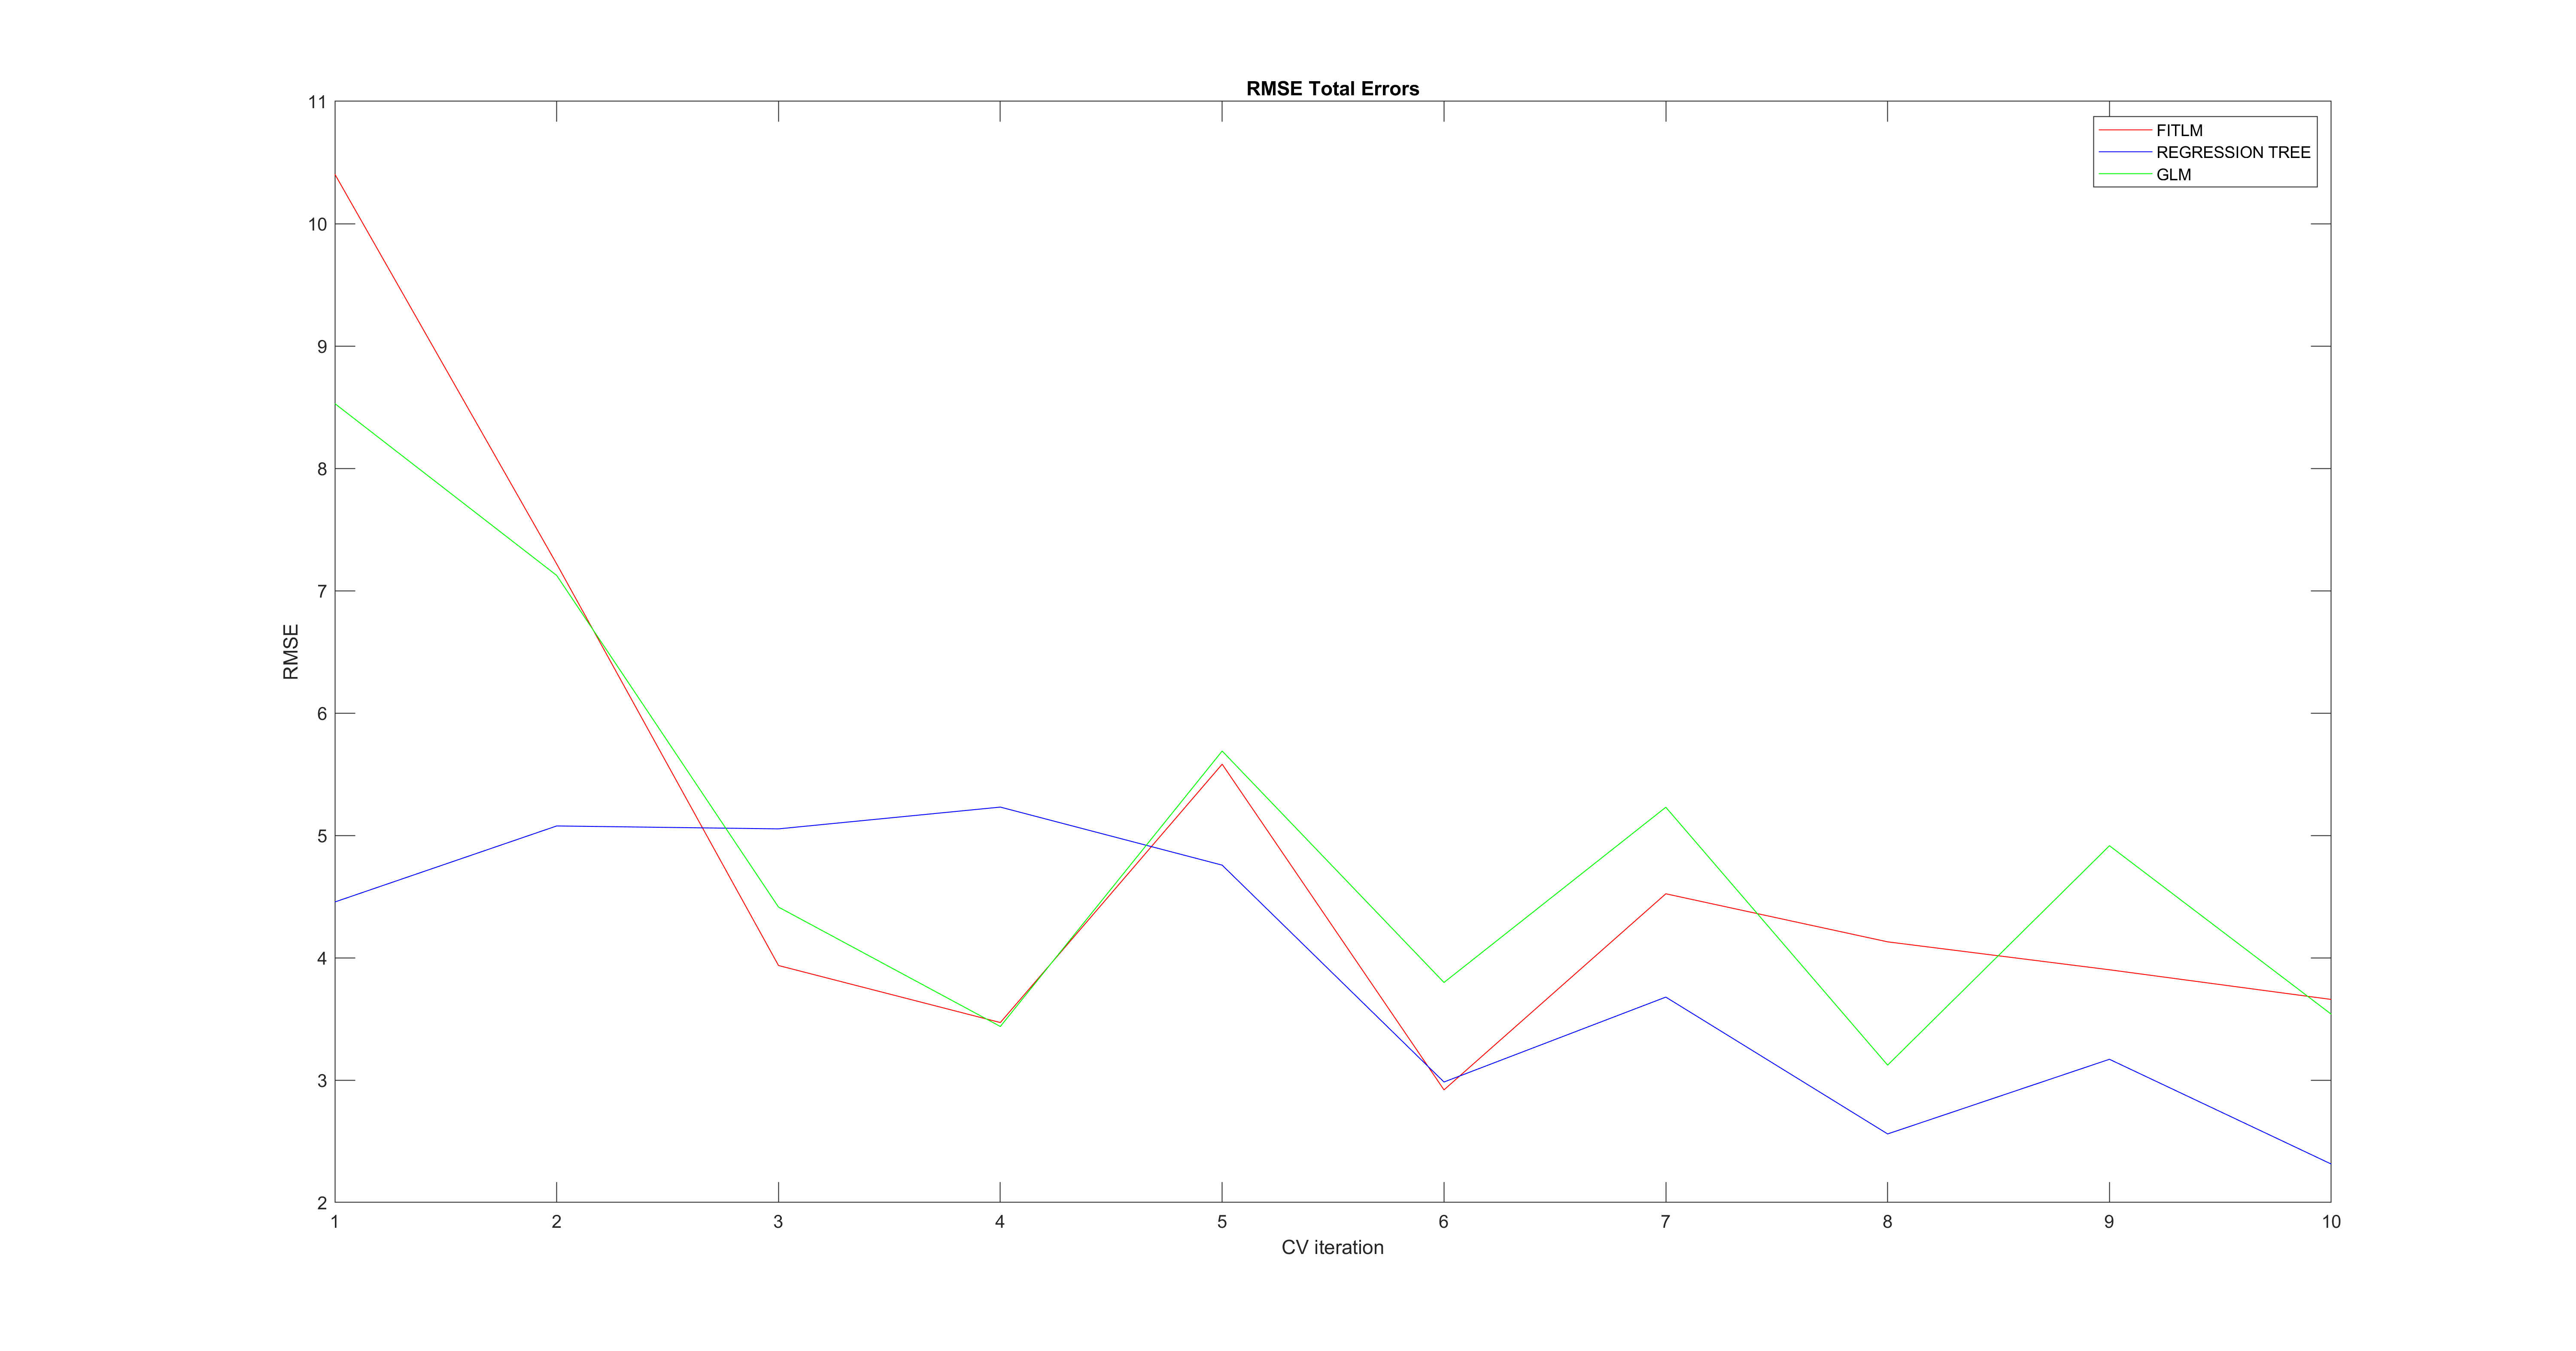 RMSE Total Errors
FITLM
REGRESSION TREE
GLM
11
10
9
8
7
6
5
4
3
2
RMSE
1 2 3 4 5 6 7 8 9 10
CV iteration